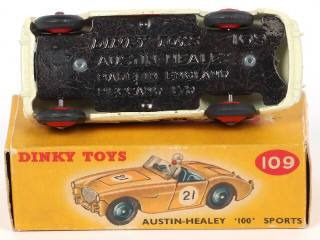 DINKY TOYS 109
AUSTIN-HEALEY
MADE IN ENGLAND
MECCANO LTD
DINKY TOYS 109
21
AUSTIN-HEALEY '100' SPORTS